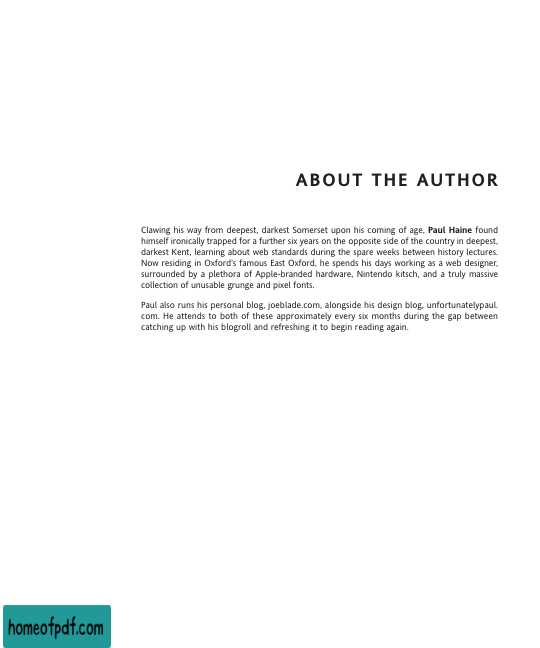 ABOUT THE AUTHOR
Clawing his way from deepest, darkest Somerset upon his coming of age, Paul Haine found
himself ironically trapped for a further six years on the opposite side of the country in deepest,
darkest Kent, learning about web standards during the spare weeks between history lectures.
Now residing in Oxford's famous East Oxford, he spends his days working as a web designer,
surrounded by a plethora of Apple-branded hardware, Nintendo kitsch, and a truly massive
collection of unusable grunge and pixel fonts.
Paul also runs his personal blog, joeblade.com, alongside his design blog, unfortunatelypaul.
com. He attends to both of these approximately every six months during the gap between
catching up with his blogroll and refreshing it to begin reading again.
homeofpdf.com